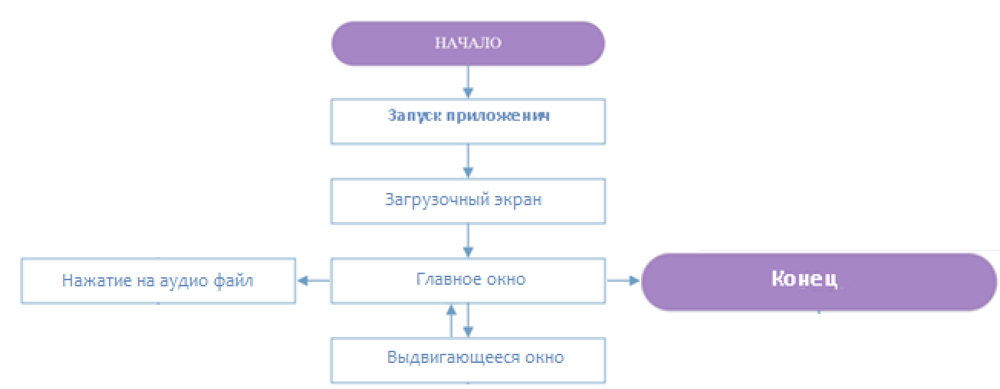 НАЧАЛО
Запуск приложенич
Загрузочный экран
Нажатие на аудио файл
Главное окно
Конец
Выдвигающееся окно